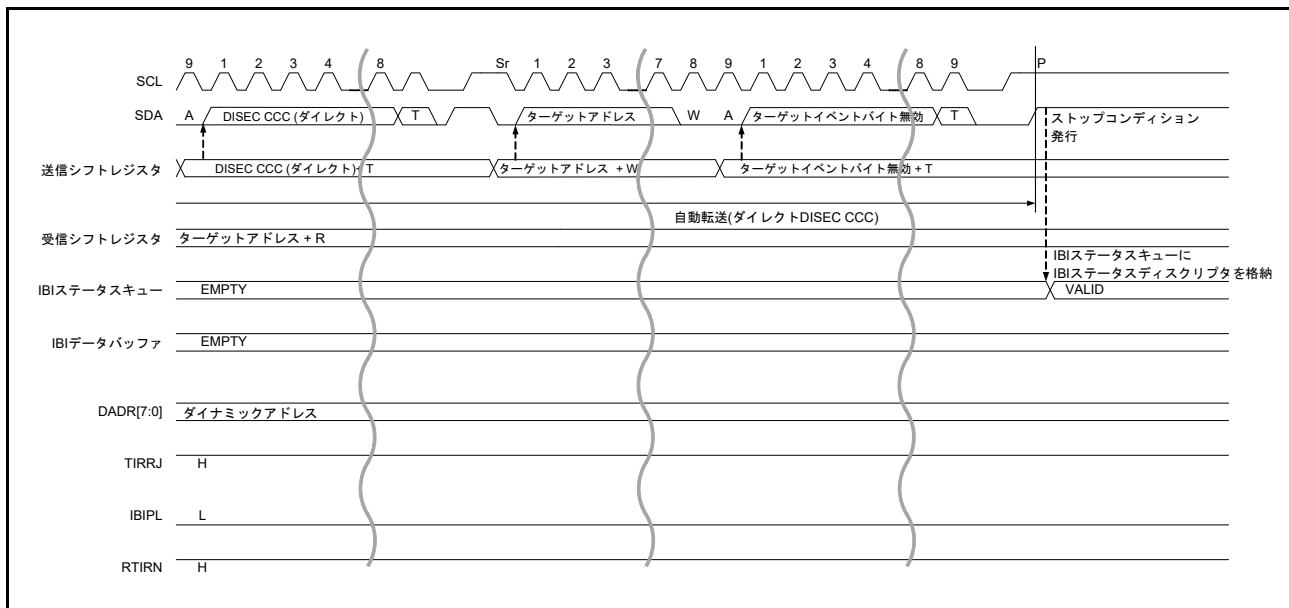 9 1 2 3 4 8 Sr 1 2 3 7 8 9 1 2 3 4 8 9 P
SCL
SDA A DISEC CCC (ダイレクト) T ターゲットアドレス W A ターゲットイベントバイト無効 T ストップコンディション
発行
送信シフトレジスタ DISEC CCC (ダイレクト)+ T ターゲットアドレス + W ターゲットイベントバイト無効 + T
自動転送(ダイレクトDISEC CCC)
受信シフトレジスタ ターゲットアドレス + R
IBIステータスキューに
IBIステータスディスクリプタを格納
IBIステータスキュー EMPTY VALID
IBIデータバッファ EMPTY
DADR[7:0] ダイナミックアドレス
TIRRJ H
IBIPL L
RTIRN H